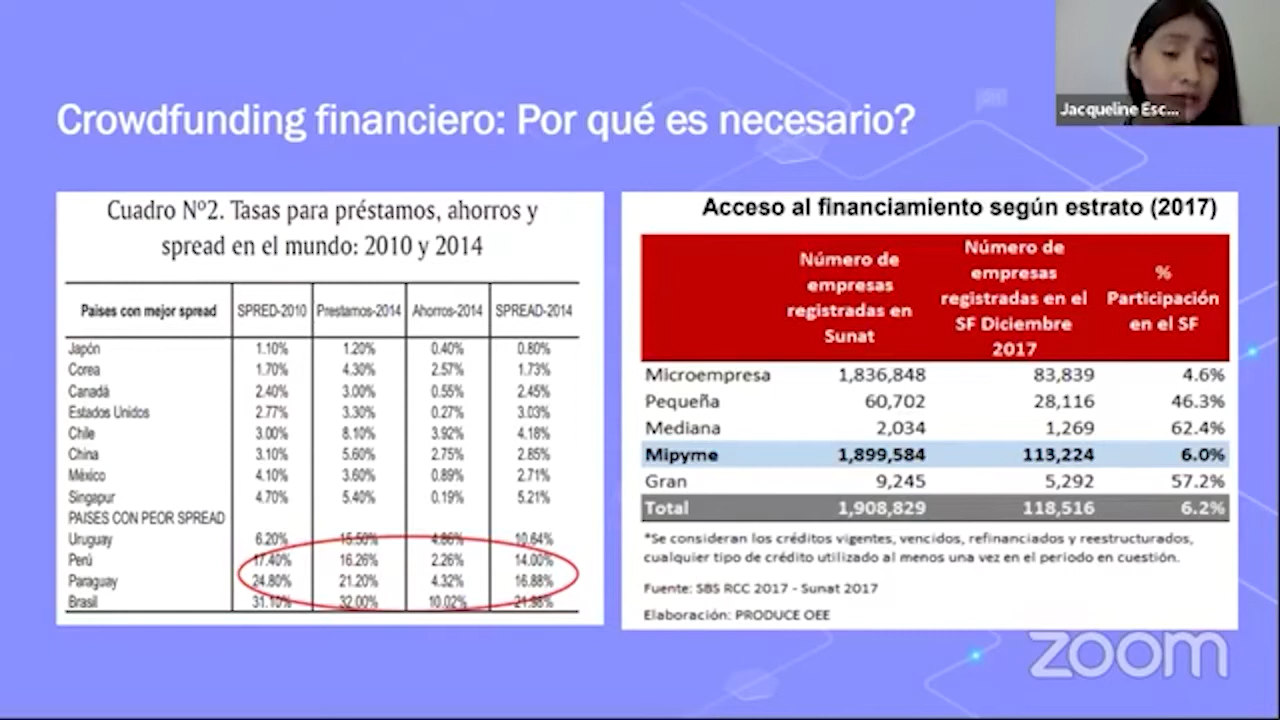 Jacqueline Esc...
Crowdfunding financiero: Por qué es necesario?
Cuadro Nº2. Tasas para préstamos, ahorros y
spread en el mundo: 2010 y 2014
Paises con mejor spread SPRED-2010 Prestamos-2014 Ahorros-2014 SPREAD-2014
Japón 1.10% 1.20% 0.40% 0.80%
Corea 1.70% 4.30% 2.57% 1.73%
Canadá 2.40% 3.00% 0.55% 2.45%
Estados Unidos 2.77% 3.30% 0.27% 3.03%
Chile 3.00% 8.10% 3.92% 4.18%
China 3.10% 5.60% 2.75% 2.85%
México 4.10% 3.60% 0.89% 2.71%
Singapur 4.70% 5.40% 0.19% 5.21%
PAISES CON PEOR SPREAD
Uruguay 6.20% 15.50% 4.86% 10.64%
Perú 17.40% 16.26% 2.26% 14.00%
Paraguay 24.80% 21.20% 4.32% 16.88%
Brasil 31.10% 32.00% 10.02% 21.98%
Acceso al financiamiento según estrato (2017)
Número de
empresas
registradas en
Sunat
Número de
empresas
registradas en el
SF Diciembre
2017
%
Participación
en el SF
Microempresa 1,836,848 83,839 4.6%
Pequeña 60,702 28,116 46.3%
Mediana 2,034 1,269 62.4%
Mipyme 1,899,584 113,224 6.0%
Gran 9,245 5,292 57.2%
Total 1,908,829 118,516 6.2%
*Se consideran los créditos vigentes, vencidos, refinanciados y reestructurados,
cualquier tipo de crédito utilizado al menos una vez en el periodo en cuestión.
Fuente: SBS RCC 2017 - Sunat 2017
Elaboración: PRODUCE OEE
zoom